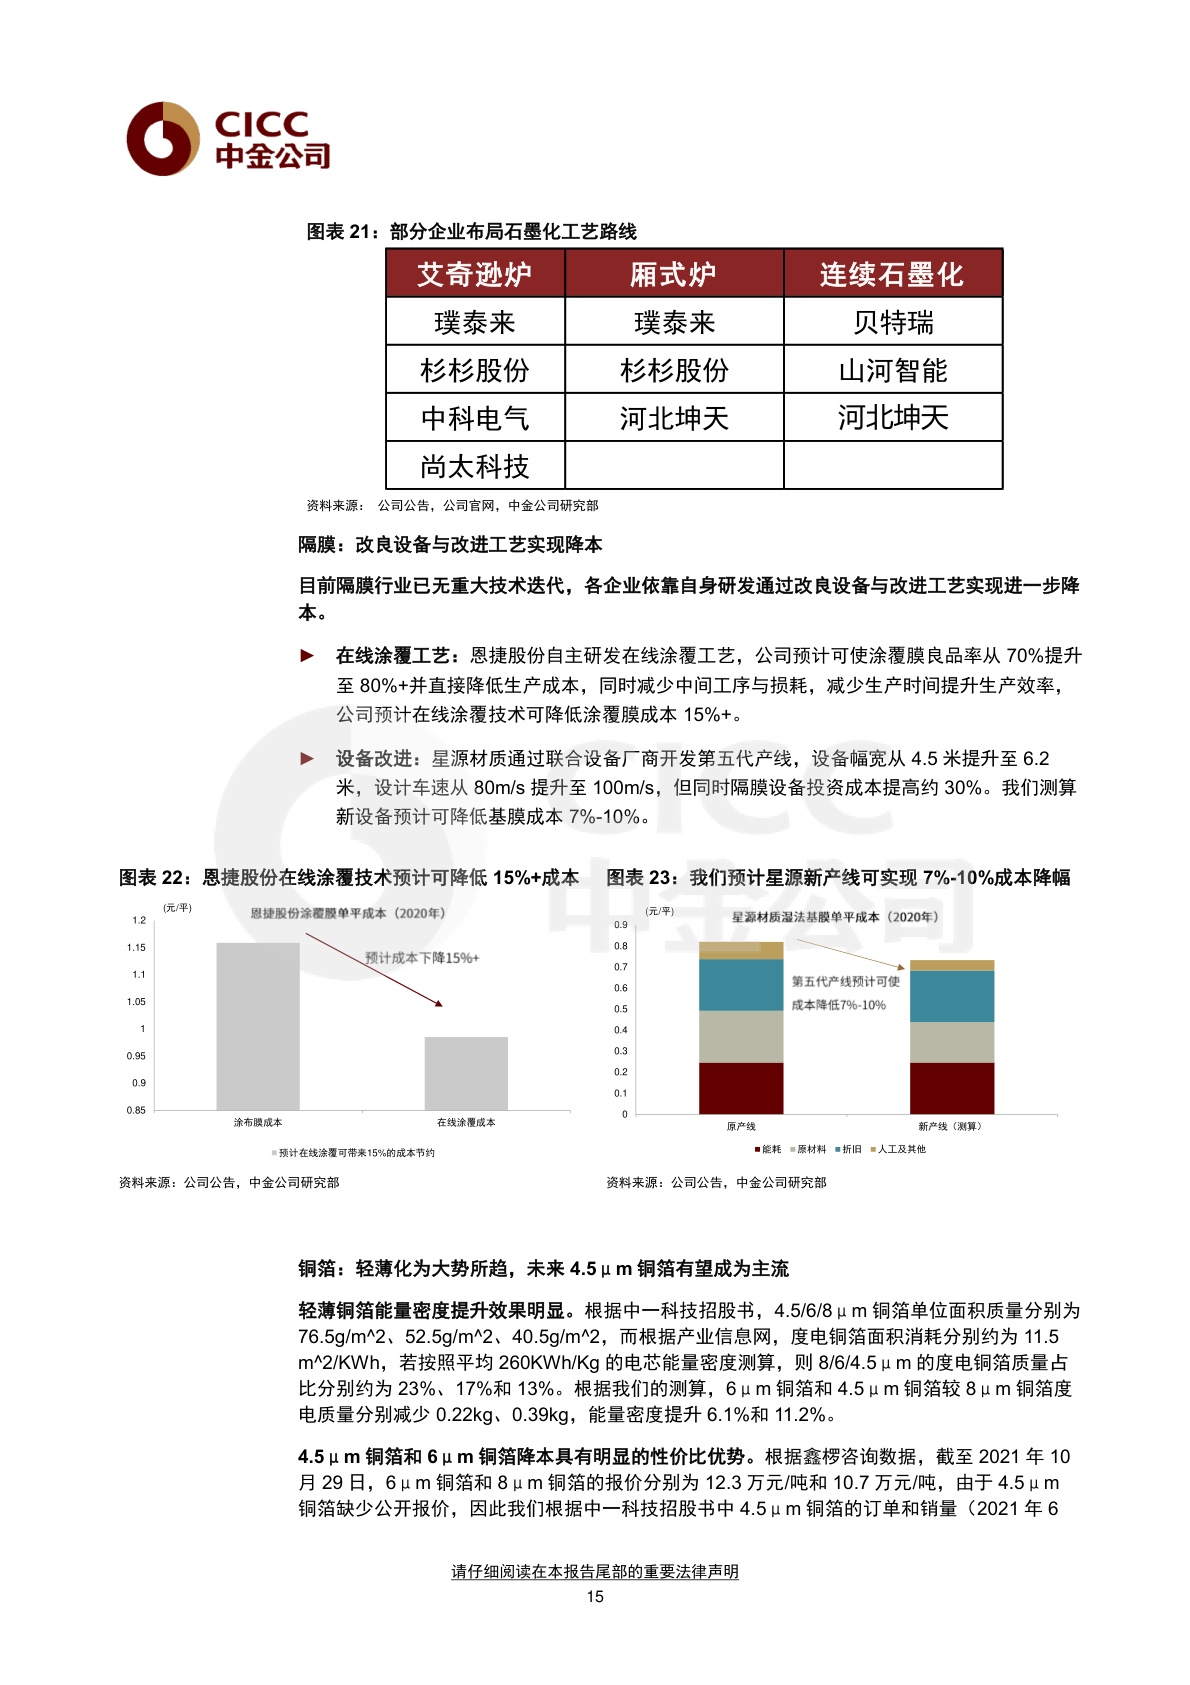 CICC
中金公司
图表 21：部分企业布局石墨化工艺路线
艾奇逊炉 厢式炉 连续石墨化
璞泰来 璞泰来 贝特瑞
杉杉股份 杉杉股份 山河智能
中科电气 河北坤天 河北坤天
尚太科技
资料来源： 公司公告，公司官网，中金公司研究部
隔膜：改良设备与改进工艺实现降本
目前隔膜行业已无重大技术迭代，各企业依靠自身研发通过改良设备与改进工艺实现进一步降
本。
► 在线涂覆工艺：恩捷股份自主研发在线涂覆工艺，公司预计可使涂覆膜良品率从 70%提升
至 80%+并直接降低生产成本，同时减少中间工序与损耗，减少生产时间提升生产效率，
公司预计在线涂覆技术可降低涂覆膜成本 15%+。
► 设备改进：星源材质通过联合设备厂商开发第五代产线，设备幅宽从 4.5 米提升至 6.2
米，设计车速从 80m/s 提升至 100m/s，但同时隔膜设备投资成本提高约 30%。我们测算
新设备预计可降低基膜成本 7%-10%。
CICC
中金公司
图表 22：恩捷股份在线涂覆技术预计可降低 15%+成本
(元/平)
恩捷股份涂覆膜单平成本（2020年）
预计成本下降15%+
1.2
1.15
1.1
1.05
1
0.95
0.9
0.85
涂布膜成本 在线涂覆成本
预计在线涂覆可带来15%的成本节约
资料来源：公司公告，中金公司研究部
图表 23：我们预计星源新产线可实现 7%-10%成本降幅
(元/平)
星源材质湿法基膜单平成本（2020年）
第五代产线预计可使
成本降低7%-10%
0.9
0.8
0.7
0.6
0.5
0.4
0.3
0.2
0.1
0
原产线 新产线（测算）
能耗 原材料 折旧 人工及其他
资料来源：公司公告，中金公司研究部
铜箔：轻薄化为大势所趋，未来 4.5μm 铜箔有望成为主流
轻薄铜箔能量密度提升效果明显。根据中一科技招股书，4.5/6/8μm 铜箔单位面积质量分别为
76.5g/m^2、52.5g/m^2、40.5g/m^2，而根据产业信息网，度电铜箔面积消耗分别约为 11.5
m^2/KWh，若按照平均 260KWh/Kg 的电芯能量密度测算，则 8/6/4.5μm 的度电铜箔质量占
比分别约为 23%、17%和 13%。根据我们的测算，6μm 铜箔和 4.5μm 铜箔较 8μm 铜箔度
电质量分别减少 0.22kg、0.39kg，能量密度提升 6.1%和 11.2%。
4.5μm 铜箔和 6μm 铜箔降本具有明显的性价比优势。根据鑫椤咨询数据，截至 2021 年 10
月 29 日，6μm 铜箔和 8μm 铜箔的报价分别为 12.3 万元/吨和 10.7 万元/吨，由于 4.5μm
铜箔缺少公开报价，因此我们根据中一科技招股书中 4.5μm 铜箔的订单和销量（2021 年 6
请仔细阅读在本报告尾部的重要法律声明
15